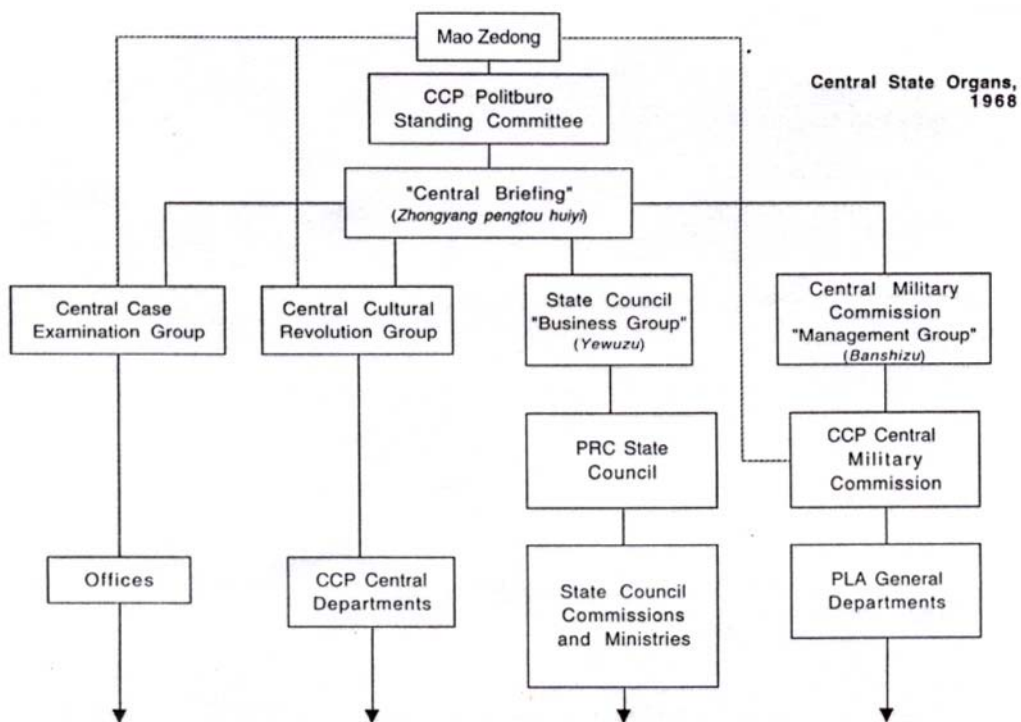 Mao Zedong
Central State Organs,
1968
CCP Politburo
Standing Committee
"Central Briefing"
(Zhongyang pengtou huiyi)
Central Case
Examination Group
Central Cultural
Revolution Group
State Council
"Business Group"
(Yewuzu)
Central Military
Commission
"Management Group"
(Banshizu)
PRC State
Council
CCP Central
Military
Commission
Offices
CCP Central
Departments
State Council
Commissions
and Ministries
PLA General
Departments